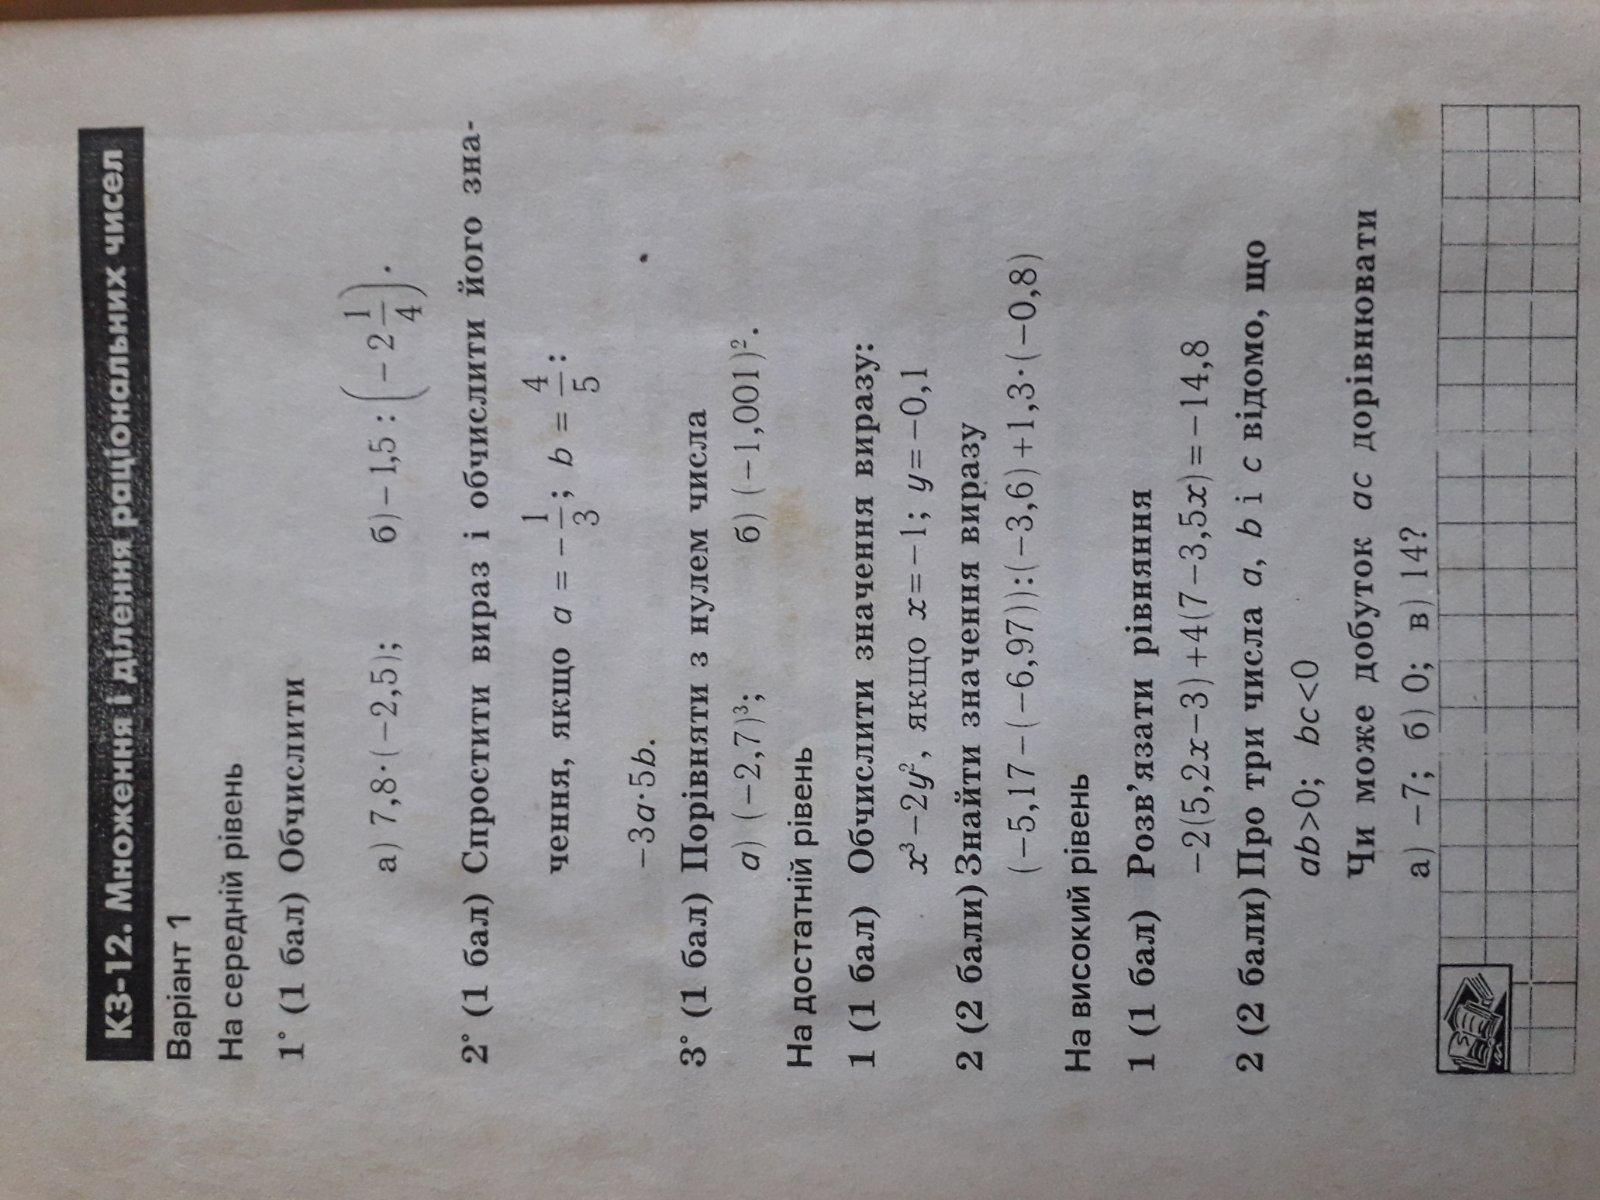 КЗ-12. Множення і ділення раціональних чисел
Варіант 1
На середній рівень
1° (1 бал) Обчислити
а) 7,8·(−2,5); б) −1,5 : (−2 1/4).
2° (1 бал) Спростити вираз і обчислити його зна-
чення, якщо a = −1/3; b = 4/5:
−3a·5b.
3° (1 бал) Порівняти з нулем числа
а) (−2,7)³; б) (−1,001)².
На достатній рівень
1 (1 бал) Обчислити значення виразу:
x³−2y², якщо x=−1; y=−0,1
2 (2 бали) Знайти значення виразу
(−5,17−(−6,97)):(−3,6)+1,3·(−0,8)
На високий рівень
1 (1 бал) Розв'язати рівняння
−2(5,2x−3)+4(7−3,5x)=−14,8
2 (2 бали) Про три числа a, b і c відомо, що
ab>0; bc<0
Чи може добуток ac дорівнювати
а) −7; б) 0; в) 14?